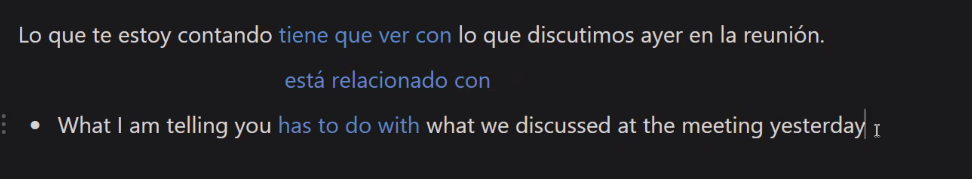 Lo que te estoy contando tiene que ver con lo que discutimos ayer en la reunión.
está relacionado con
• What I am telling you has to do with what we discussed at the meeting yesterday